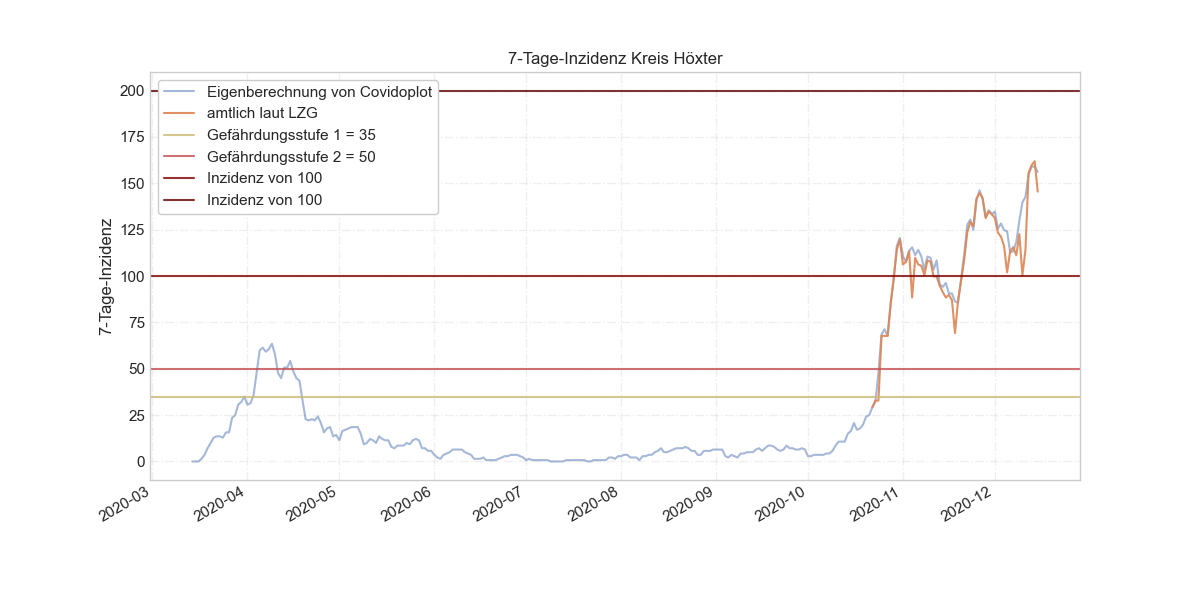 7-Tage-Inzidenz Kreis Höxter
Eigenberechnung von Covidoplot
amtlich laut LZG
Gefährdungsstufe 1 = 35
Gefährdungsstufe 2 = 50
Inzidenz von 100
Inzidenz von 100
7-Tage-Inzidenz
200
175
150
125
100
75
50
25
0
2020-03
2020-04
2020-05
2020-06
2020-07
2020-08
2020-09
2020-10
2020-11
2020-12